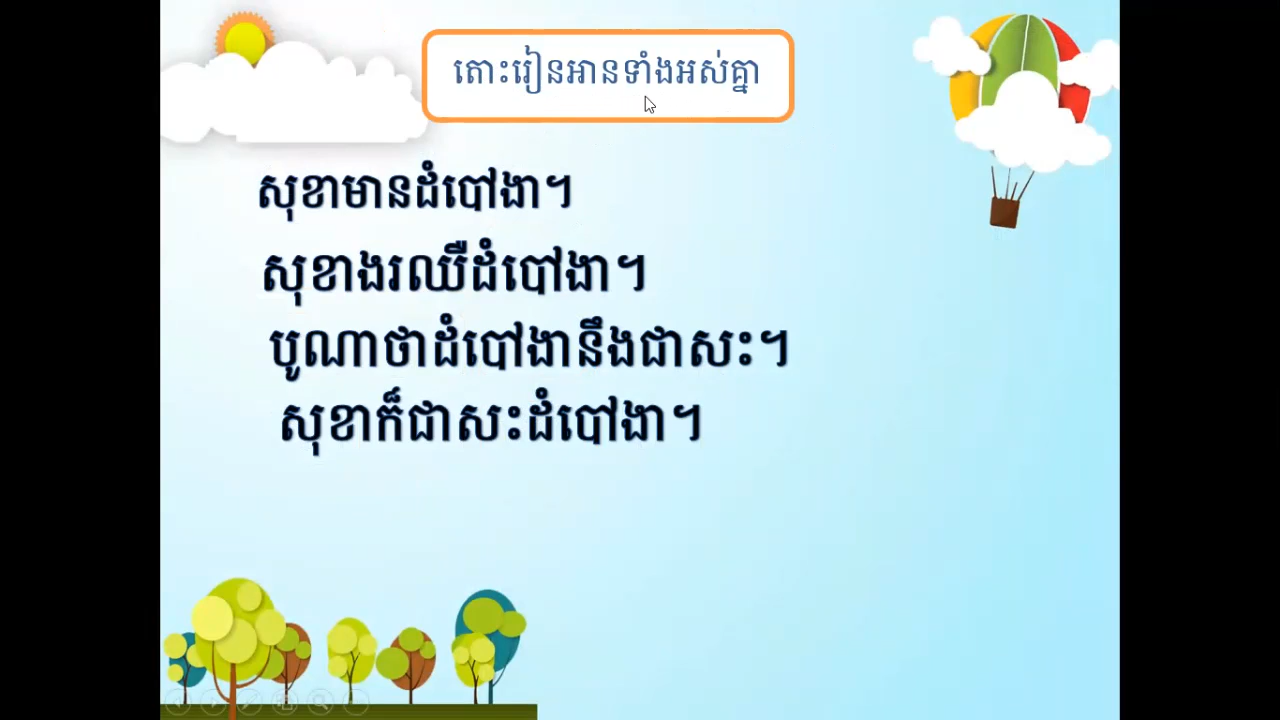 តោះរៀនអានទាំងអស់គ្នា
សុខាមានដំបៅងា។
សុខាងរឈឺដំបៅងា។
បូណាថាដំបៅងានឹងជាសះ។
សុខាក៏ជាសះដំបៅងា។